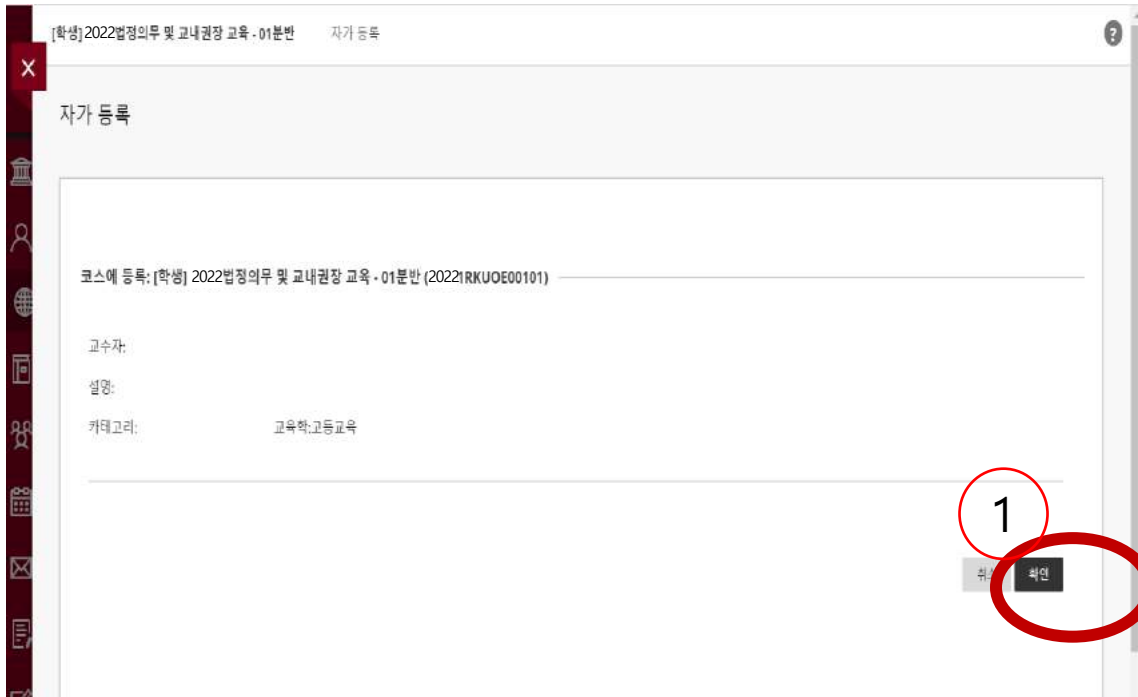 [학생] 2022법정의무 및 교내권장 교육 - 01분반 자가 등록
?
X
자가 등록
코스에 등록: [학생] 2022법정의무 및 교내권장 교육 - 01분반 (20221RKUOE00101)
교수자:
설명:
카테고리: 교육학:고등교육
1
확인